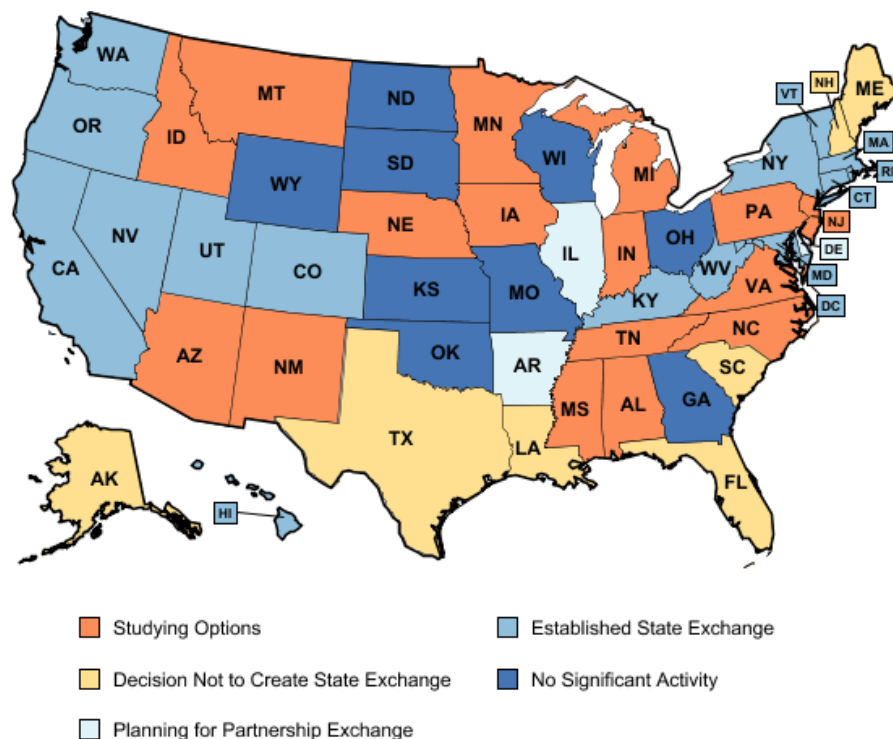 WA
MT
ND
MN
ME
NH
VT
OR
ID
SD
WI
MI
NY
MA
RI
CT
WY
NE
IA
PA
NJ
DE
NV
UT
CO
IL
IN
OH
WV
MD
CA
KS
MO
KY
VA
DC
AZ
NM
OK
AR
TN
NC
SC
MS
AL
GA
TX
LA
FL
AK
HI
Studying Options
Established State Exchange
Decision Not to Create State Exchange
No Significant Activity
Planning for Partnership Exchange